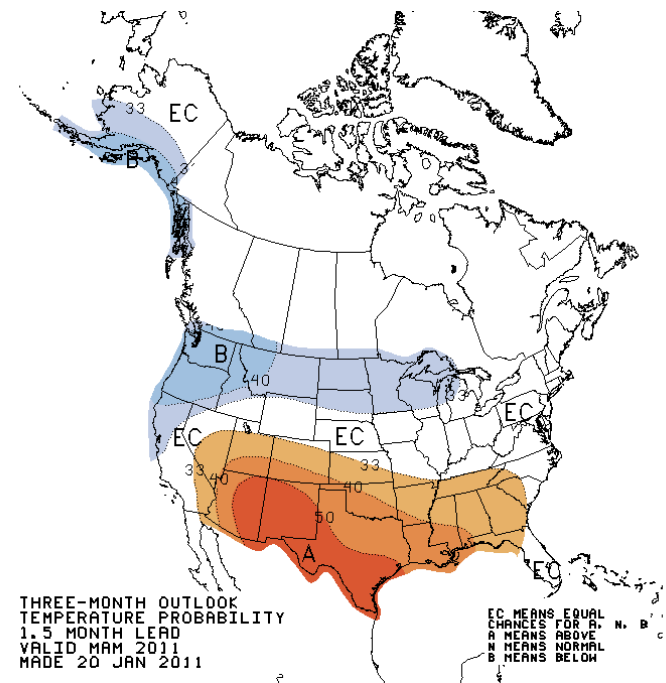 33
EC
B
43
B
40
33
EC
EC
EC
33
33
40
40
50
A
EC
THREE-MONTH OUTLOOK
TEMPERATURE PROBABILITY
1.5 MONTH LEAD
VALID MAM 2011
MADE 20 JAN 2011
EC MEANS EQUAL
CHANCES FOR A, N, B
A MEANS ABOVE
N MEANS NORMAL
B MEANS BELOW